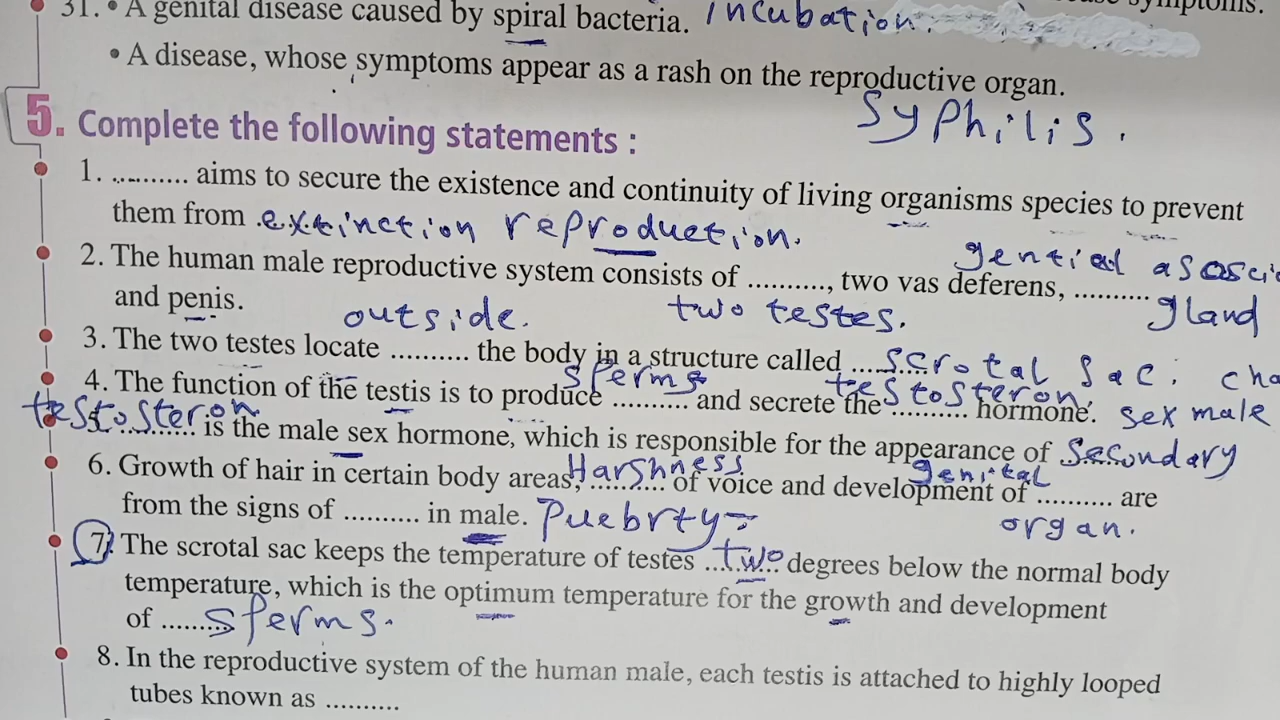 31. • A genital disease caused by spiral bacteria. Incubation.
symptoms.
• A disease, whose symptoms appear as a rash on the reproductive organ.
Syphilis.
5. Complete the following statements :
1. .......... aims to secure the existence and continuity of living organisms species to prevent
them from extinction reproduction.
gential asosci
2. The human male reproductive system consists of .........., two vas deferens, ..........
and penis. outside. two testes. gland
3. The two testes locate .......... the body in a structure called .......... scrotal sac.
sperms testosteron. cha
4. The function of the testis is to produce .......... and secrete the .......... hormone. sex male
testosteron
.......... is the male sex hormone, which is responsible for the appearance of Secondary
Harshness genital
6. Growth of hair in certain body areas, .......... of voice and development of .......... are
from the signs of .......... in male. Puebrty organ.
7. The scrotal sac keeps the temperature of testes two degrees below the normal body
temperature, which is the optimum temperature for the growth and development
of .......... sperms.
8. In the reproductive system of the human male, each testis is attached to highly looped
tubes known as ..........